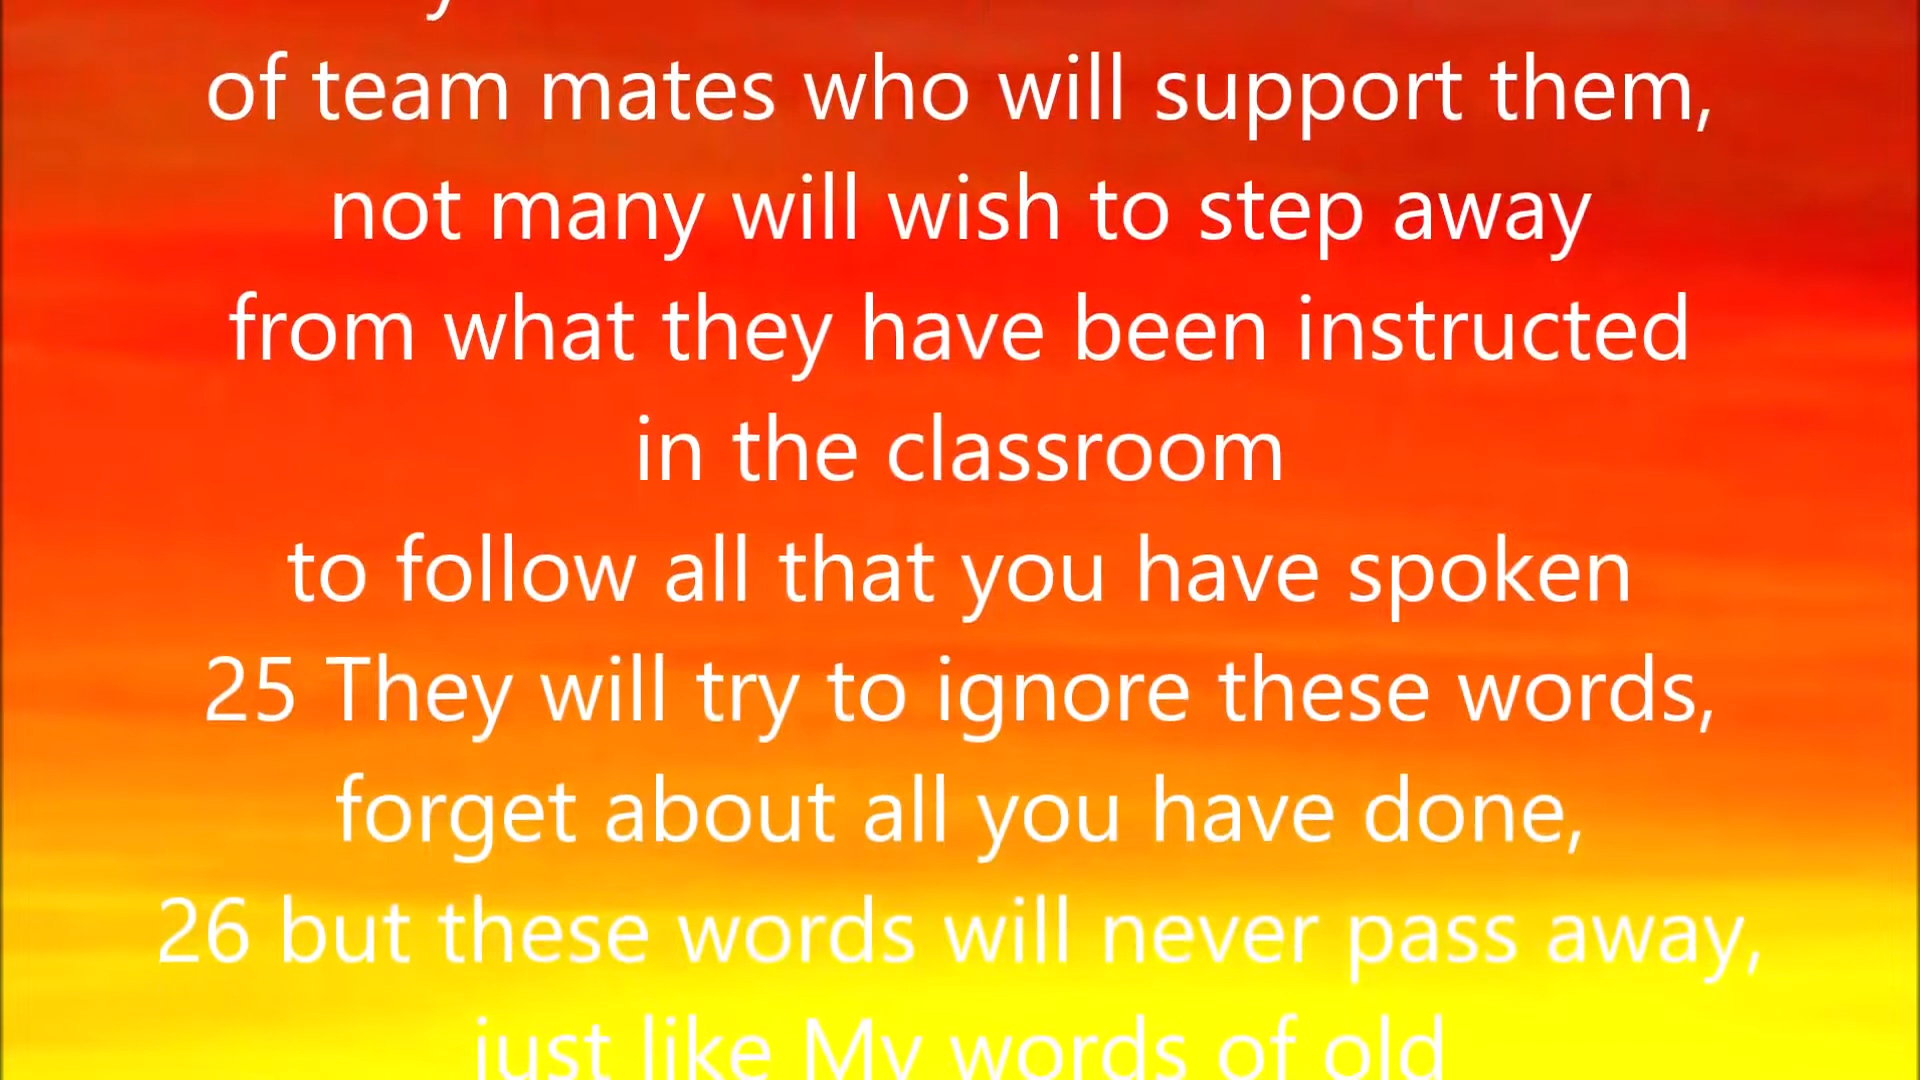 of team mates who will support them,
not many will wish to step away
from what they have been instructed
in the classroom
to follow all that you have spoken
25 They will try to ignore these words,
forget about all you have done,
26 but these words will never pass away,
just like My words of old